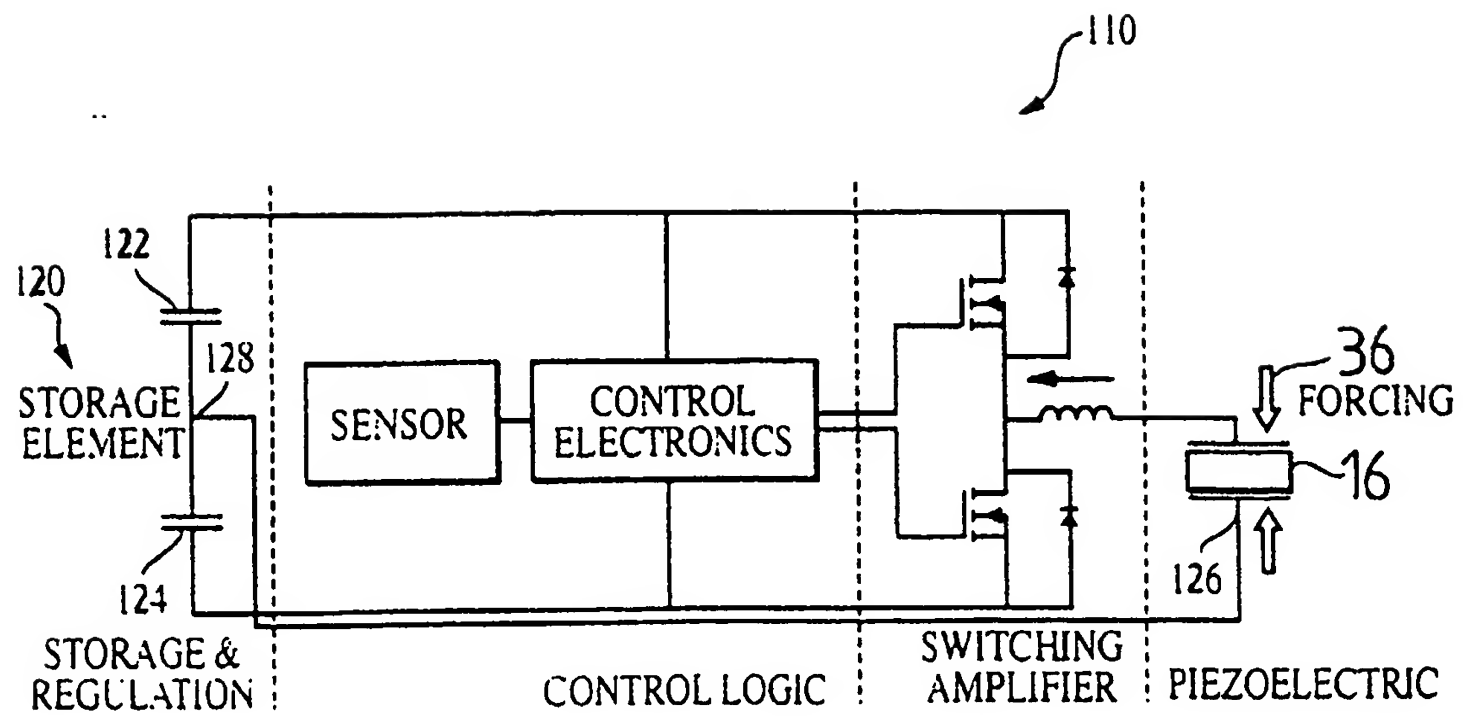 110
122
120
128
STORAGE
ELEMENT
SENSOR
CONTROL
ELECTRONICS
36
FORCING
16
124
126
STORAGE &
REGULATION
CONTROL LOGIC
SWITCHING
AMPLIFIER
PIEZOELECTRIC